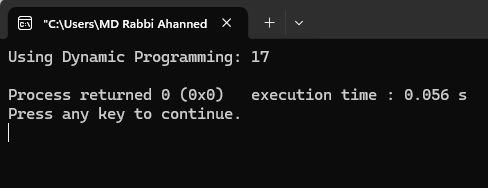 "C:\Users\MD Rabbi Ahanned
Using Dynamic Programming: 17
Process returned 0 (0x0)   execution time : 0.056 s
Press any key to continue.